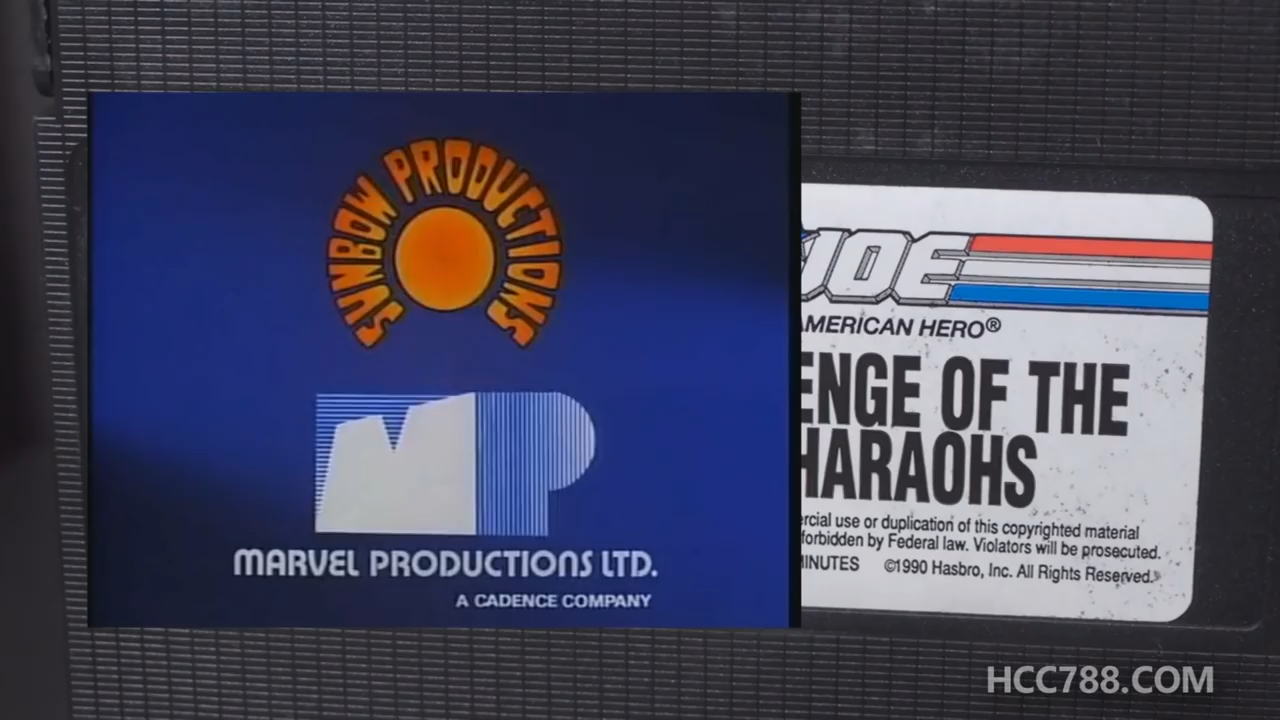 SUNBOW PRODUCTIONS
MARVEL PRODUCTIONS LTD.
A CADENCE COMPANY
JOE
AMERICAN HERO®
ENGE OF THE
HARAOHS
ercial use or duplication of this copyrighted material
forbidden by Federal law. Violators will be prosecuted.
MINUTES ©1990 Hasbro, Inc. All Rights Reserved.
HCC788.COM